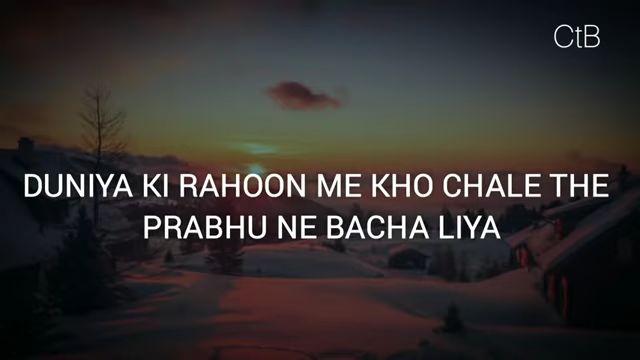 CtB
DUNIYA KI RAHOON ME KHO CHALE THE
PRABHU NE BACHA LIYA